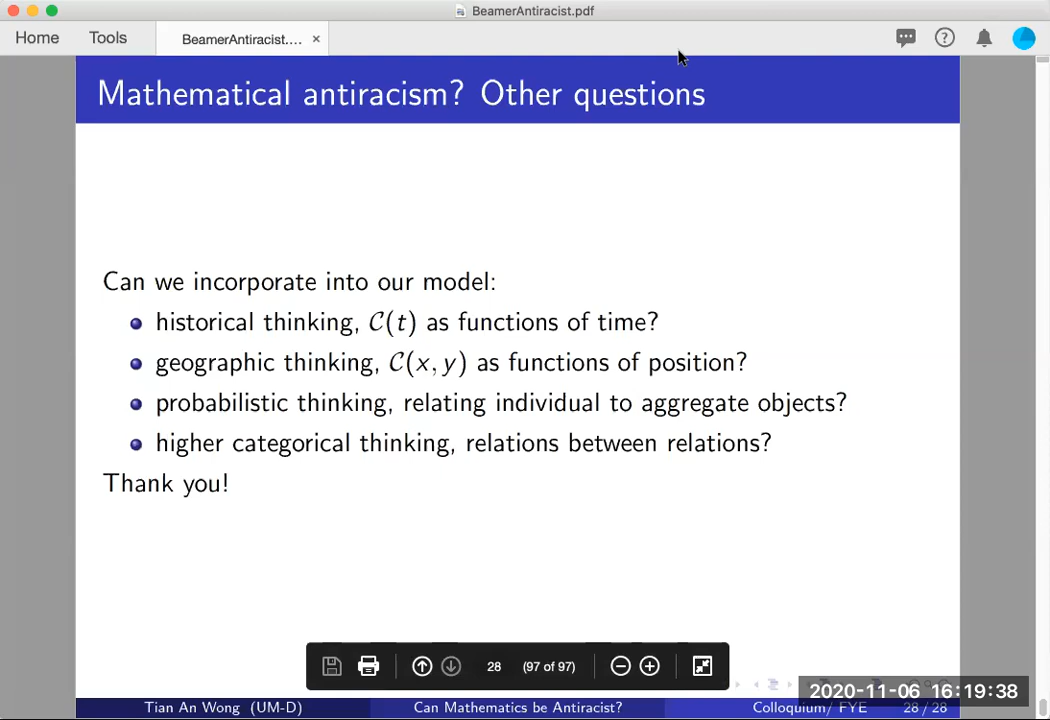 BeamerAntiracist.pdf
Home Tools BeamerAntiracist.... ×
Mathematical antiracism? Other questions
Can we incorporate into our model:
historical thinking, C(t) as functions of time?
geographic thinking, C(x, y) as functions of position?
probabilistic thinking, relating individual to aggregate objects?
higher categorical thinking, relations between relations?
Thank you!
28 (97 of 97)
2020-11-06 16:19:38
Tian An Wong (UM-D) Can Mathematics be Antiracist? Colloquium/ FYE 28 / 28